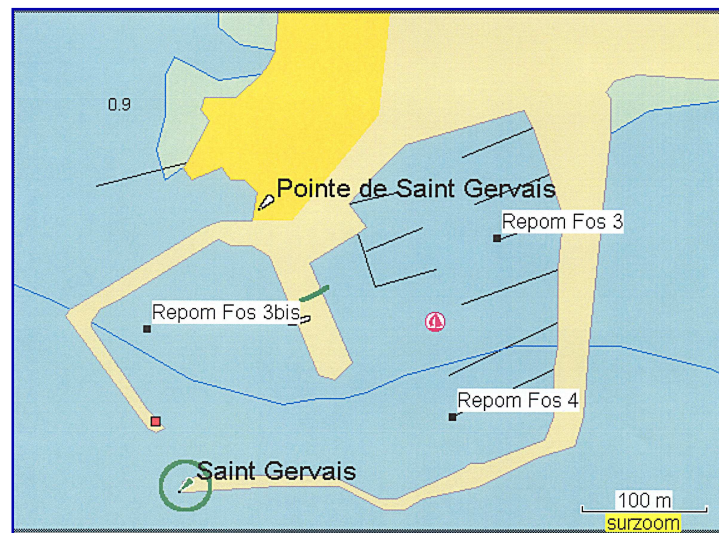 0.9
Pointe de Saint Gervais
Repom Fos 3
Repom Fos 3bis
Repom Fos 4
Saint Gervais
100 m
surzoom